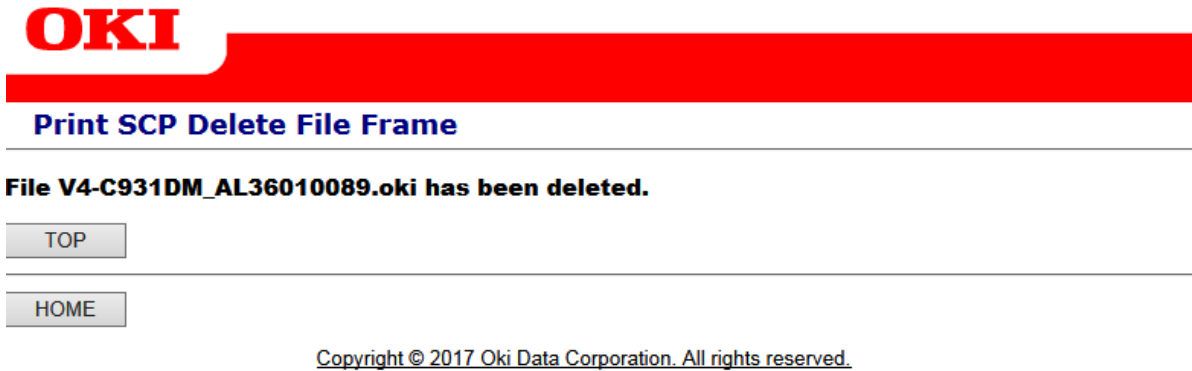 OKI
Print SCP Delete File Frame
File V4-C931DM_AL36010089.oki has been deleted.
TOP
HOME
Copyright © 2017 Oki Data Corporation. All rights reserved.